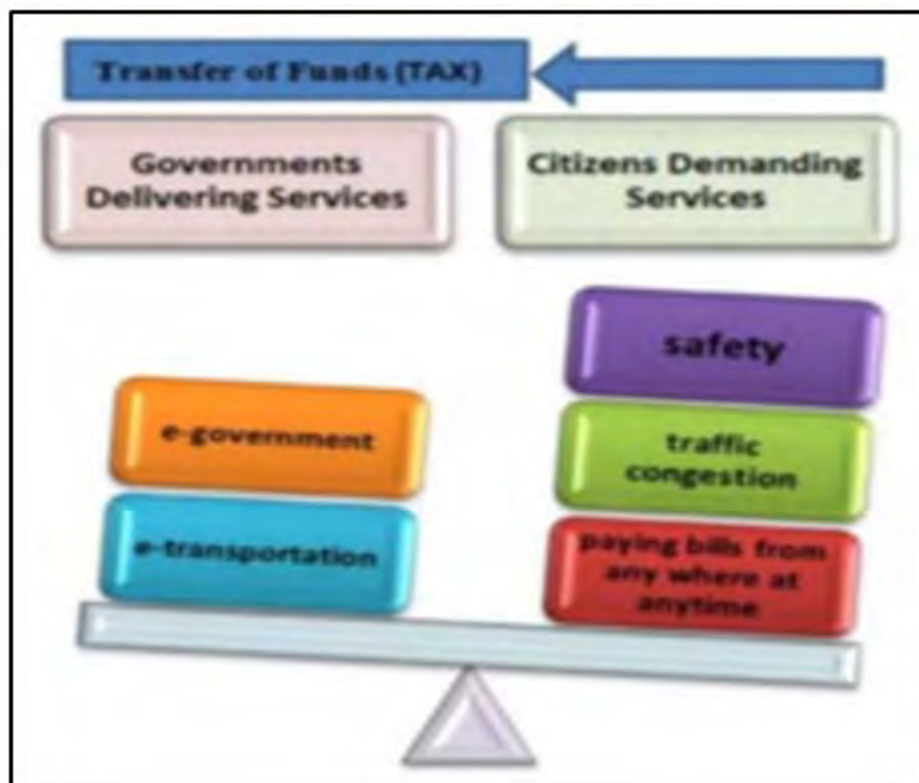 Transfer of Funds (TAX)
Governments
Delivering Services
Citizens Demanding
Services
safety
e-government
traffic
congestion
e-transportation
paying bills from
any where at
anytime